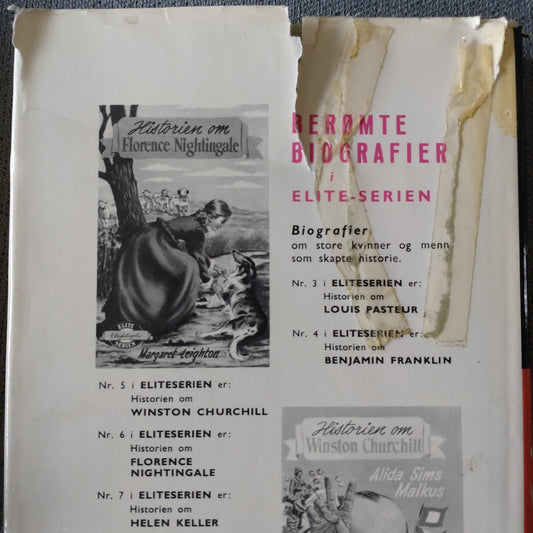 Historien om
Florence Nightingale
ELITE
SERIEN
Margaret Leighton
BERØMTE
BIOGRAFIER
i
ELITE-SERIEN
Biografier
om store kvinner og menn
som skapte historie.
Nr. 3 i ELITESERIEN er:
Historien om
LOUIS PASTEUR
Nr. 4 i ELITESERIEN er:
Historien om
BENJAMIN FRANKLIN
Nr. 5 i ELITESERIEN er:
Historien om
WINSTON CHURCHILL
Nr. 6 i ELITESERIEN er:
Historien om
FLORENCE
NIGHTINGALE
Nr. 7 i ELITESERIEN er:
Historien om
HELEN KELLER
Historien om
Winston Churchill
Alida Sims
Malkus